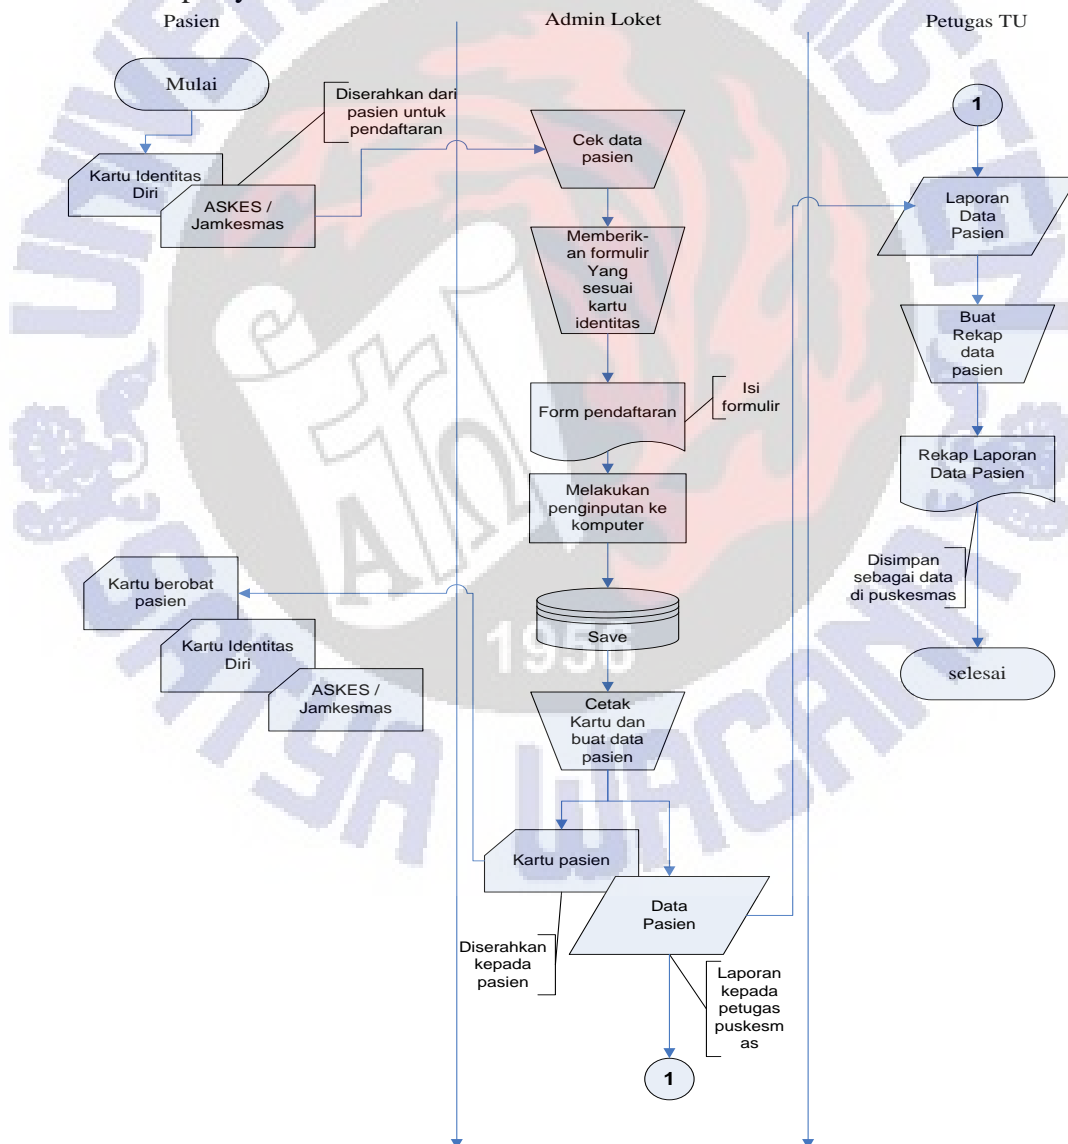 Pasien
Admin Loket
Petugas TU
Mulai
Diserahkan dari
pasien untuk
pendaftaran
Kartu Identitas
Diri
ASKES /
Jamkesmas
Kartu berobat
pasien
Kartu Identitas
Diri
ASKES /
Jamkesmas
Cek data
pasien
Memberik-
an formulir
Yang
sesuai
kartu
identitas
Form pendaftaran
Isi
formulir
Melakukan
penginputan ke
komputer
Save
Cetak
Kartu dan
buat data
pasien
Kartu pasien
Data
Pasien
Diserahkan
kepada
pasien
Laporan
kepada
petugas
puskesm
as
1
1
Laporan
Data
Pasien
Buat
Rekap
data
pasien
Rekap Laporan
Data Pasien
Disimpan
sebagai data
di puskesmas
selesai
SATYA WACANA
1956